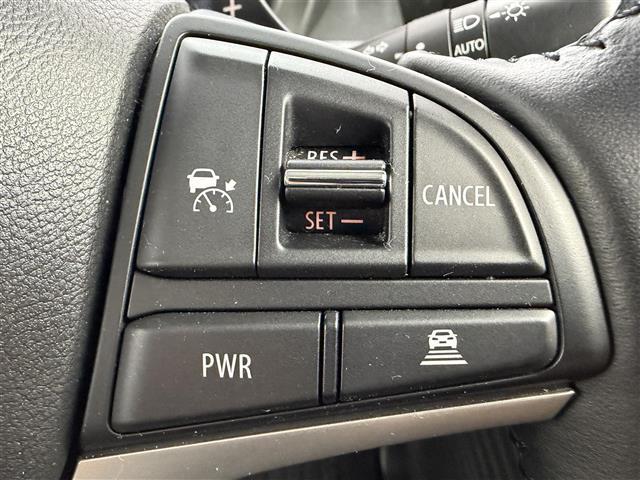 AUTO
RES +
SET −
CANCEL
PWR